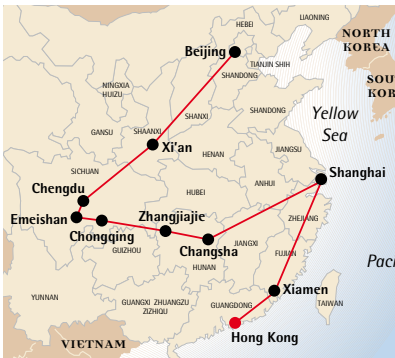 LIAONING
HEBEI
NORTH
KOREA
Beijing
TIANJIN SHIH
SHANDONG
SOU
KOR
NINGXIA
HUIZU
SHANXI
SHANDONG
Yellow
Sea
GANSU
SHAANXI
Xi'an
HENAN
JIANGSU
SICHUAN
Shanghai
Chengdu
HUBEI
ANHUI
Emeishan
Zhangjiajie
ZHEJIANG
Chongqing
GUIZHOU
Changsha
JIANGXI
FUJIAN
Paci
HUNAN
Xiamen
YUNNAN
GUANGXI ZHUANGZU
ZIZHIQU
GUANGDONG
TAIWAN
Hong Kong
VIETNAM